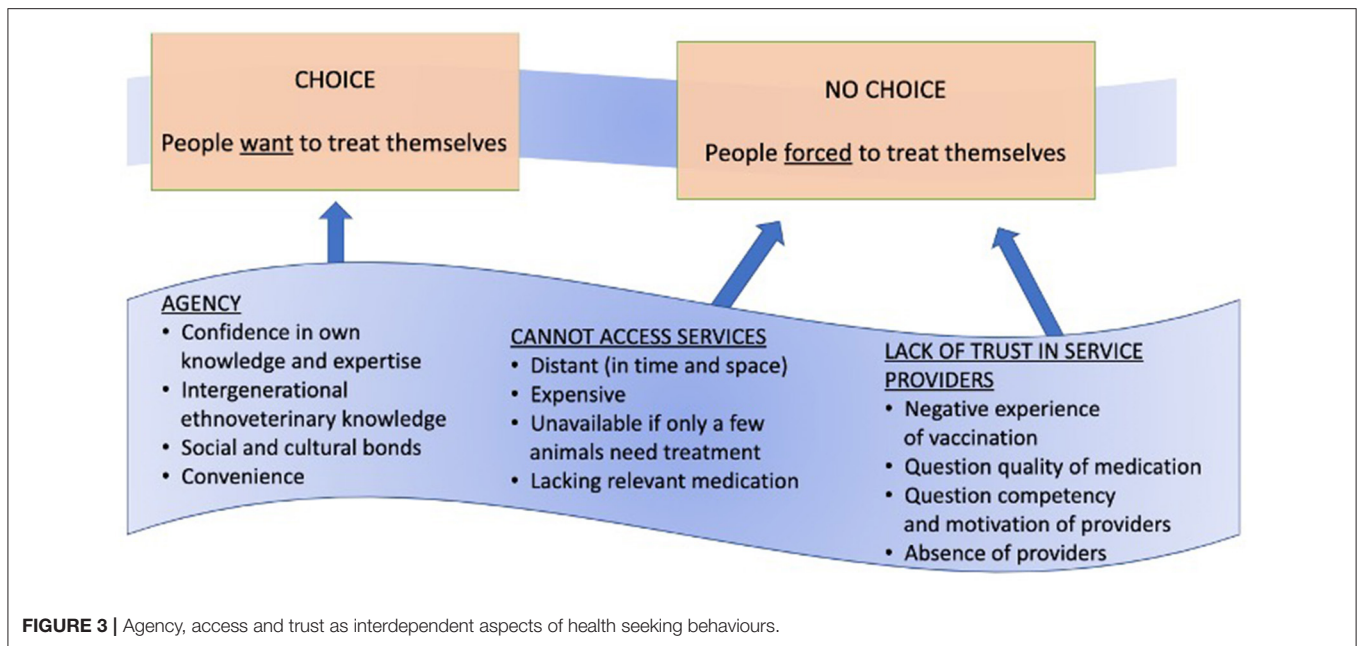 CHOICE
People want to treat themselves
NO CHOICE
People forced to treat themselves
AGENCY
• Confidence in own
knowledge and expertise
• Intergenerational
ethnoveterinary knowledge
• Social and cultural bonds
• Convenience
CANNOT ACCESS SERVICES
• Distant (in time and space)
• Expensive
• Unavailable if only a few
animals need treatment
• Lacking relevant medication
LACK OF TRUST IN SERVICE
PROVIDERS
• Negative experience
of vaccination
• Question quality of medication
• Question competency
and motivation of providers
• Absence of providers
FIGURE 3 | Agency, access and trust as interdependent aspects of health seeking behaviours.